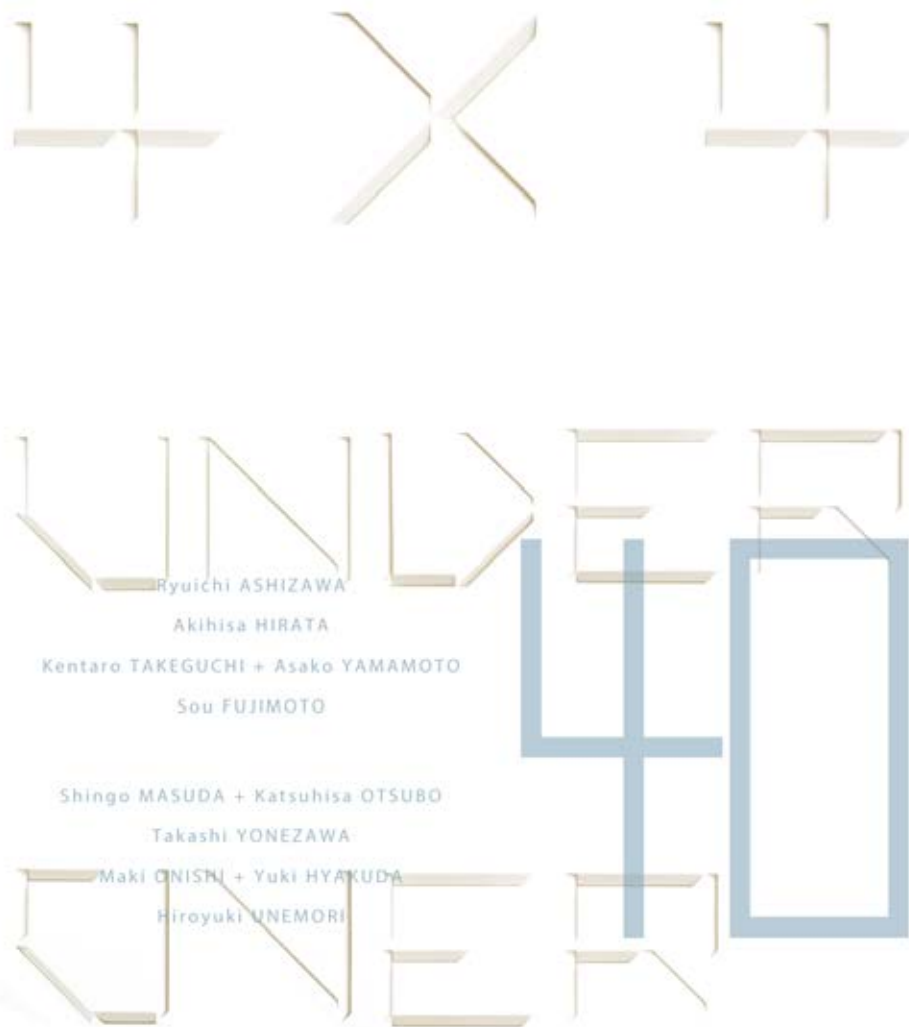 4 X 4
UNDER
40
Ryuichi ASHIZAWA
Akihisa HIRATA
Kentaro TAKEGUCHI + Asako YAMAMOTO
Sou FUJIMOTO
Shingo MASUDA + Katsuhisa OTSUBO
Takashi YONEZAWA
Maki ONISHI + Yuki HYAKUDA
Hiroyuki UNEMORI
OVER